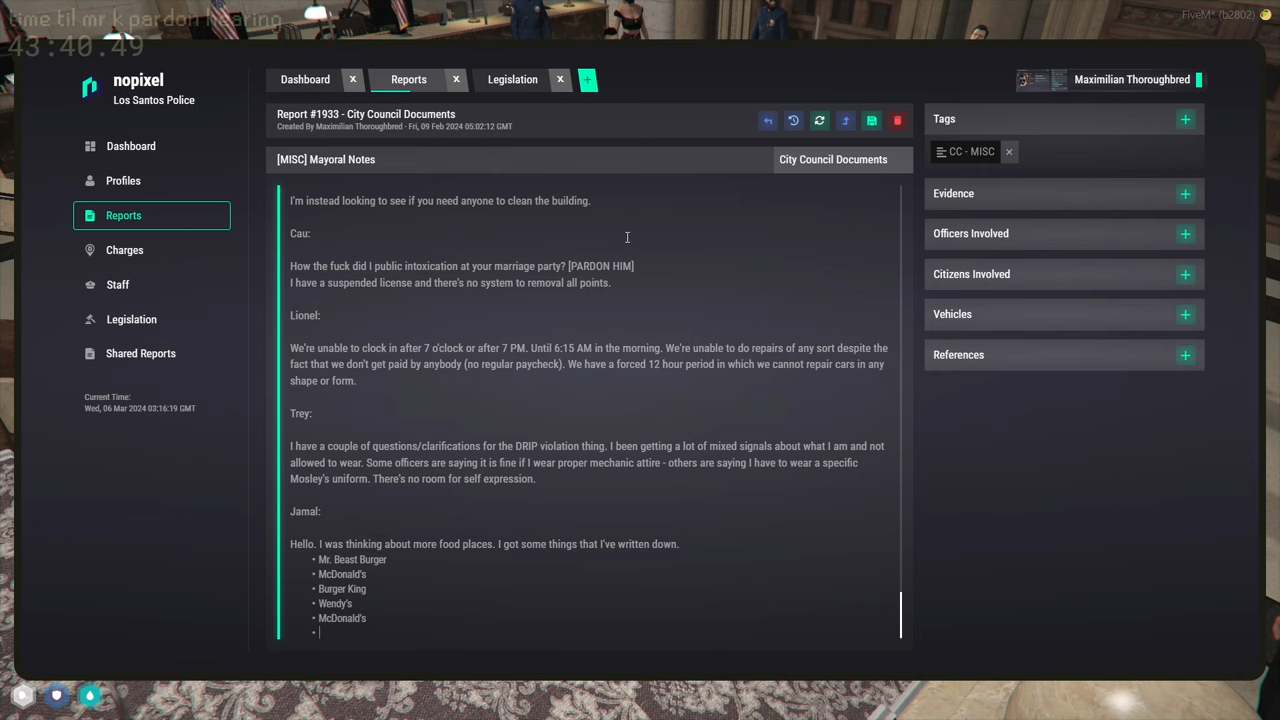 time til mr k pardon hearing
43:40.49
FiveM* (b2802)
nopixel
Los Santos Police
Dashboard
Profiles
Reports
Charges
Staff
Legislation
Shared Reports
Current Time:
Wed, 06 Mar 2024 03:16:19 GMT
Dashboard x Reports x Legislation x +
Maximilian Thoroughbred
Report #1933 - City Council Documents
Created By Maximilian Thoroughbred · Fri, 09 Feb 2024 05:02:12 GMT
[MISC] Mayoral Notes
City Council Documents
I'm instead looking to see if you need anyone to clean the building.
Cau:
How the fuck did I public intoxication at your marriage party? [PARDON HIM]
I have a suspended license and there's no system to removal all points.
Lionel:
We're unable to clock in after 7 o'clock or after 7 PM. Until 6:15 AM in the morning. We're unable to do repairs of any sort despite the
fact that we don't get paid by anybody (no regular paycheck). We have a forced 12 hour period in which we cannot repair cars in any
shape or form.
Trey:
I have a couple of questions/clarifications for the DRIP violation thing. I been getting a lot of mixed signals about what I am and not
allowed to wear. Some officers are saying it is fine if I wear proper mechanic attire - others are saying I have to wear a specific
Mosley's uniform. There's no room for self expression.
Jamal:
Hello. I was thinking about more food places. I got some things that I've written down.
• Mr. Beast Burger
• McDonald's
• Burger King
• Wendy's
• McDonald's
•
Tags +
CC - MISC x
Evidence +
Officers Involved +
Citizens Involved +
Vehicles +
References +